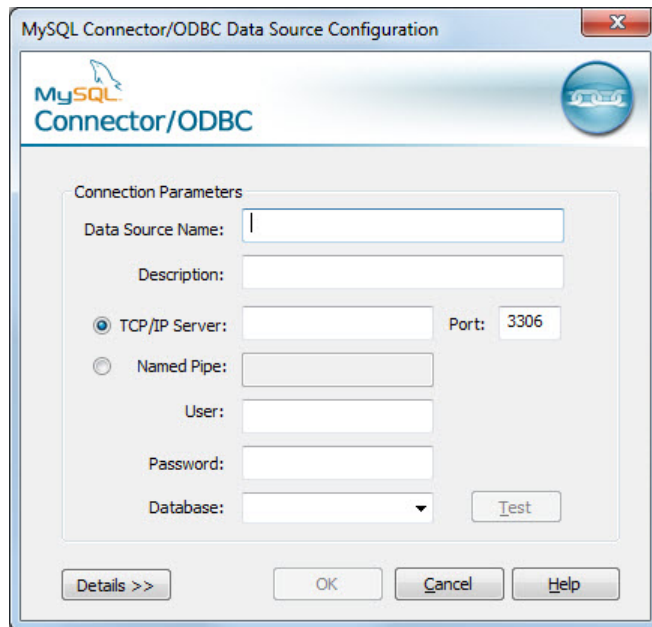 MySQL Connector/ODBC Data Source Configuration
MySQL
Connector/ODBC
Connection Parameters
Data Source Name:
Description:
TCP/IP Server: Port: 3306
Named Pipe:
User:
Password:
Database: Test
Details >> OK Cancel Help